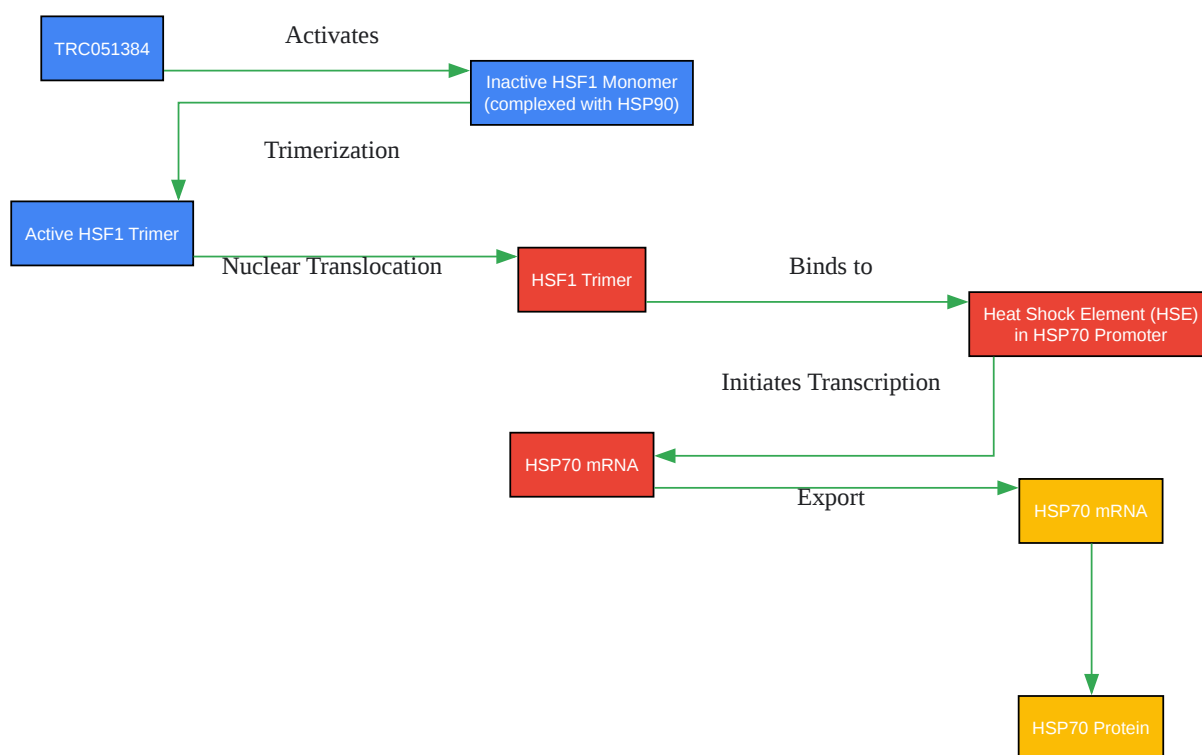 TRC051384
Activates
Inactive HSF1 Monomer
(complexed with HSP90)
Trimerization
Active HSF1 Trimer
Nuclear Translocation
HSF1 Trimer
Binds to
Heat Shock Element (HSE)
in HSP70 Promoter
Initiates Transcription
HSP70 mRNA
Export
HSP70 mRNA
HSP70 Protein